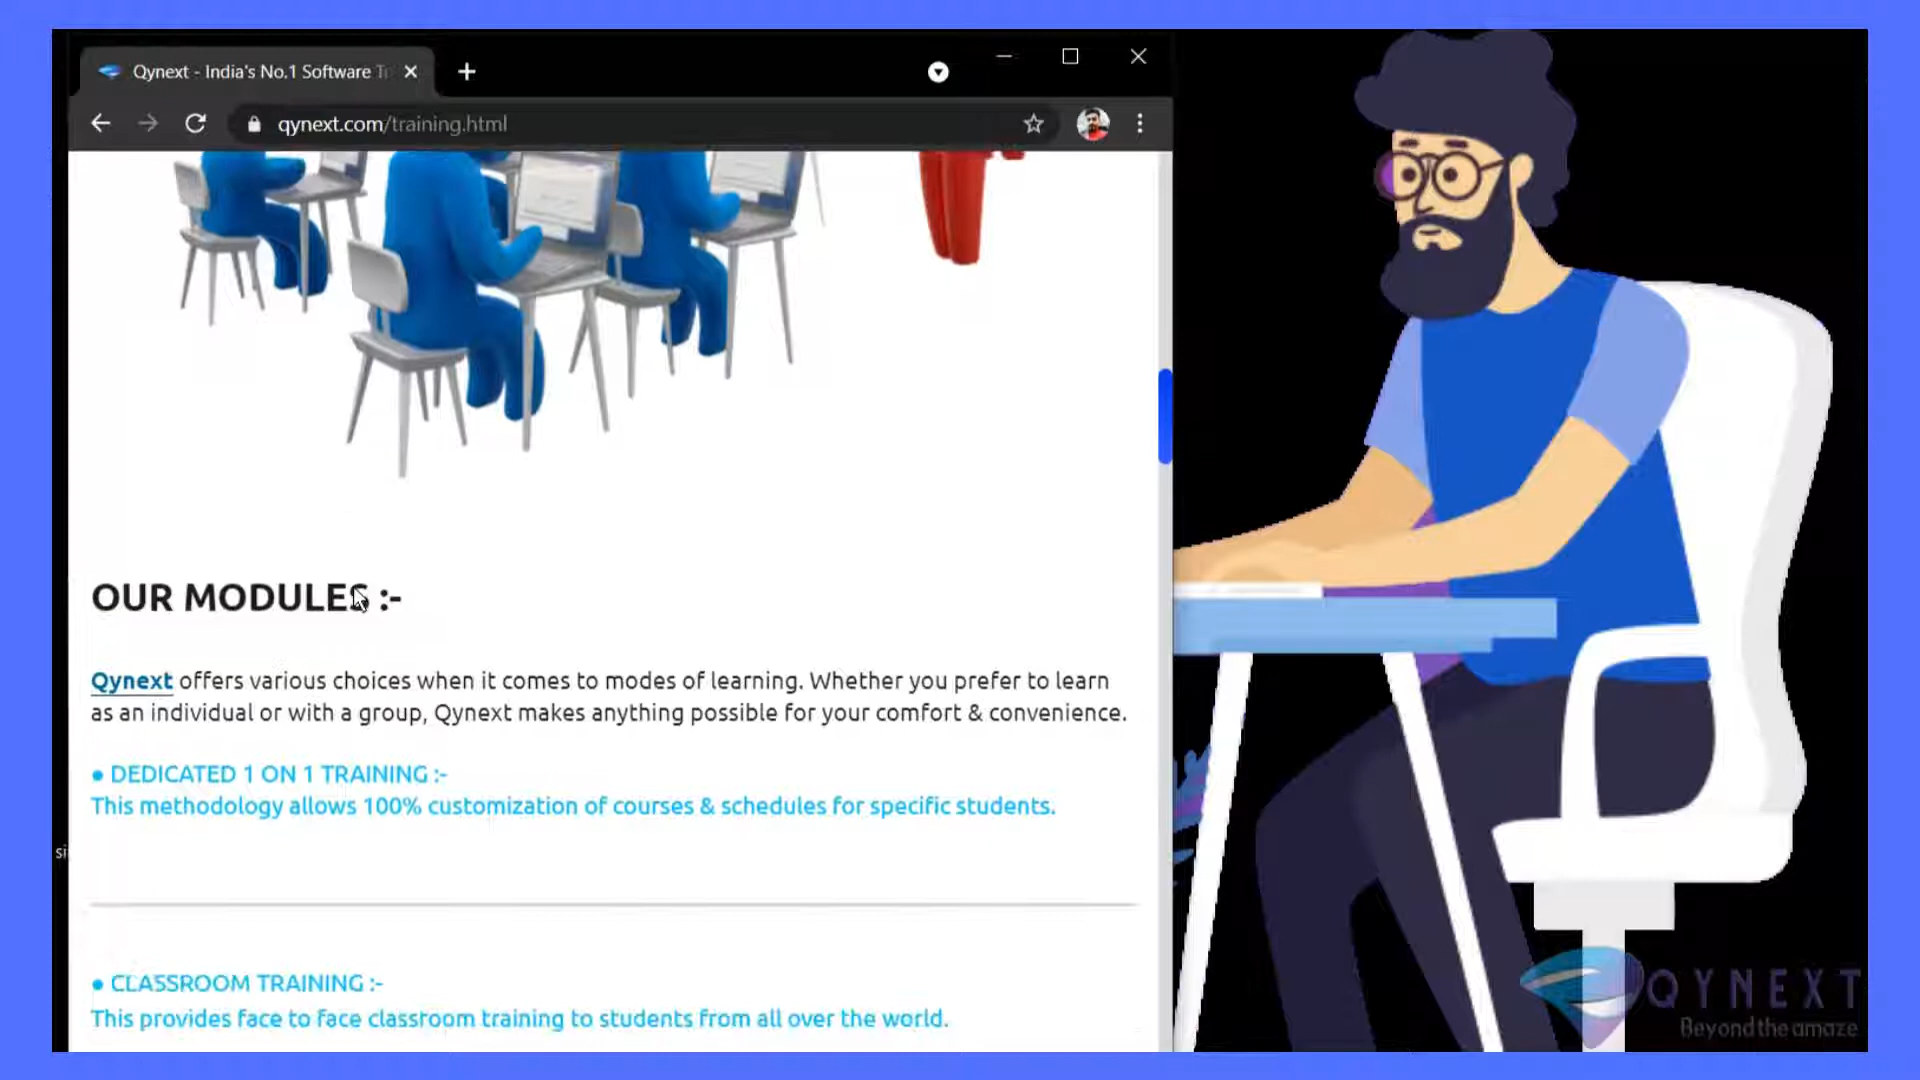 Qynext - India's No.1 Software
qynext.com/training.html
OUR MODULES :-
Qynext offers various choices when it comes to modes of learning. Whether you prefer to learn
as an individual or with a group, Qynext makes anything possible for your comfort & convenience.
● DEDICATED 1 ON 1 TRAINING :-
This methodology allows 100% customization of courses & schedules for specific students.
si
● CLASSROOM TRAINING :-
This provides face to face classroom training to students from all over the world.
QYNEXT
Beyond the amaze